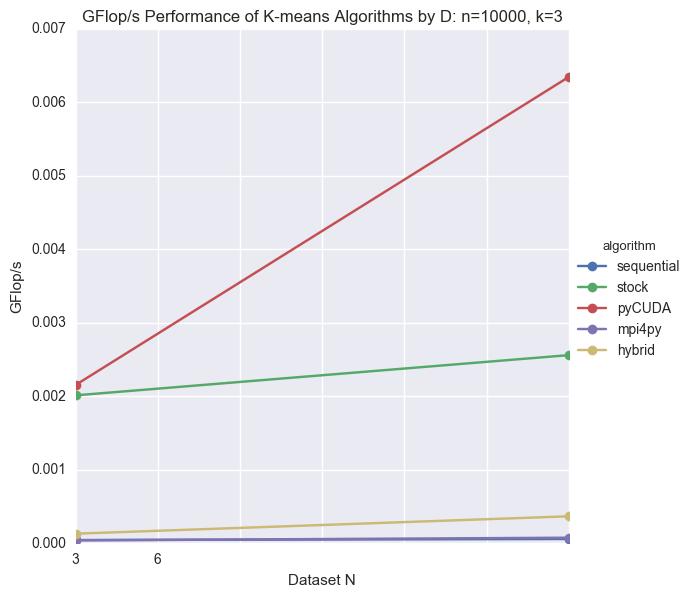 GFlop/s Performance of K-means Algorithms by D: n=10000, k=3
0.007
0.006
0.005
0.004
0.003
0.002
0.001
0.000
GFlop/s
3 6
Dataset N
algorithm
sequential
stock
pyCUDA
mpi4py
hybrid